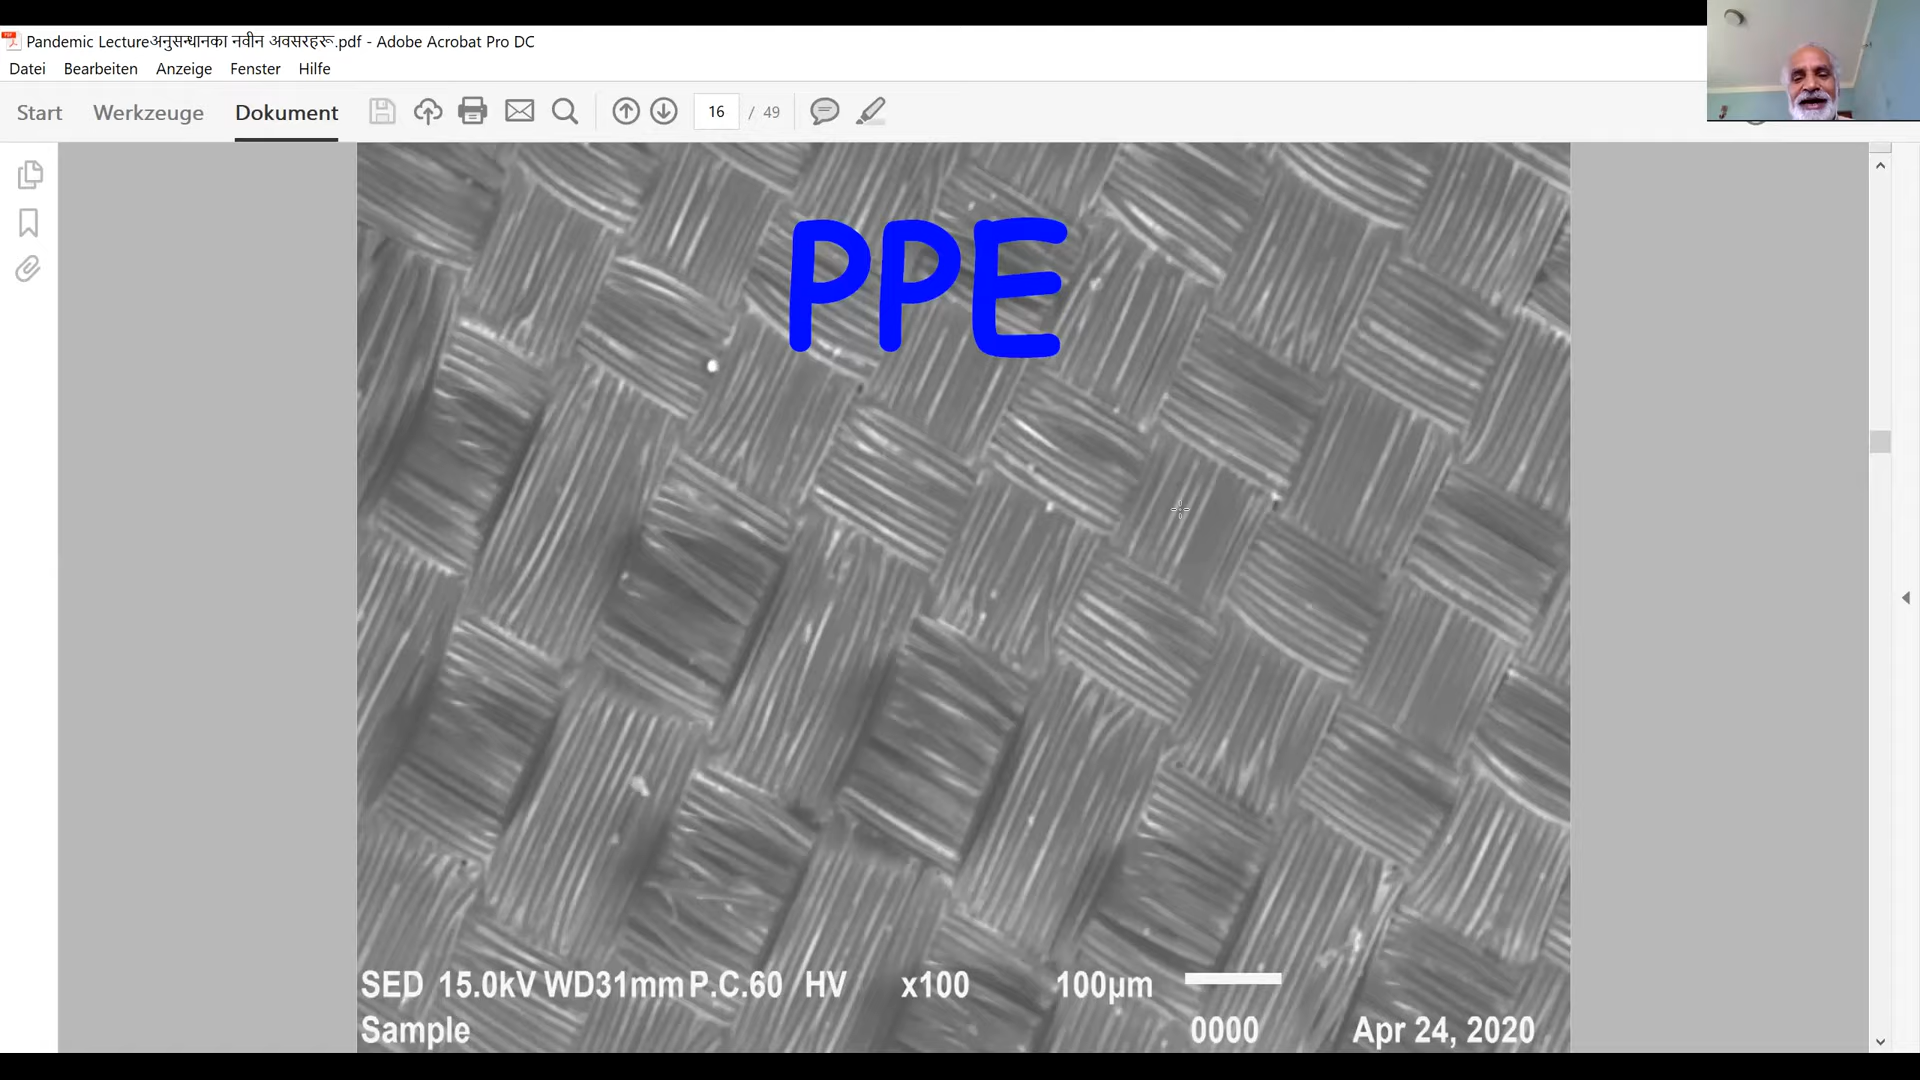 Pandemic Lectureअनुसन्धानका नवीन अवसरहरू.pdf - Adobe Acrobat Pro DC
Datei Bearbeiten Anzeige Fenster Hilfe
Start Werkzeuge Dokument 16 / 49
PPE
SED 15.0kV WD31mm P.C.60 HV x100 100µm
Sample 0000 Apr 24, 2020